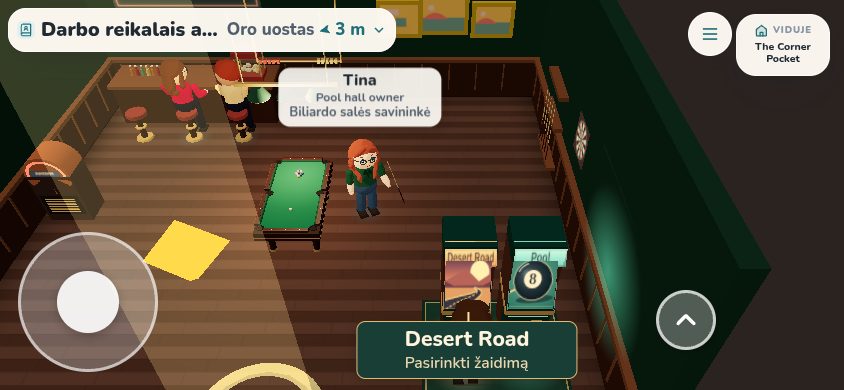 Darbo reikalais a...
Oro uostas 3 m
VIDUJE
The Corner
Pocket
Tina
Pool hall owner
Biliardo salės savininkė
Desert Road
Pool
8
Desert Road
Pasirinkti žaidimą